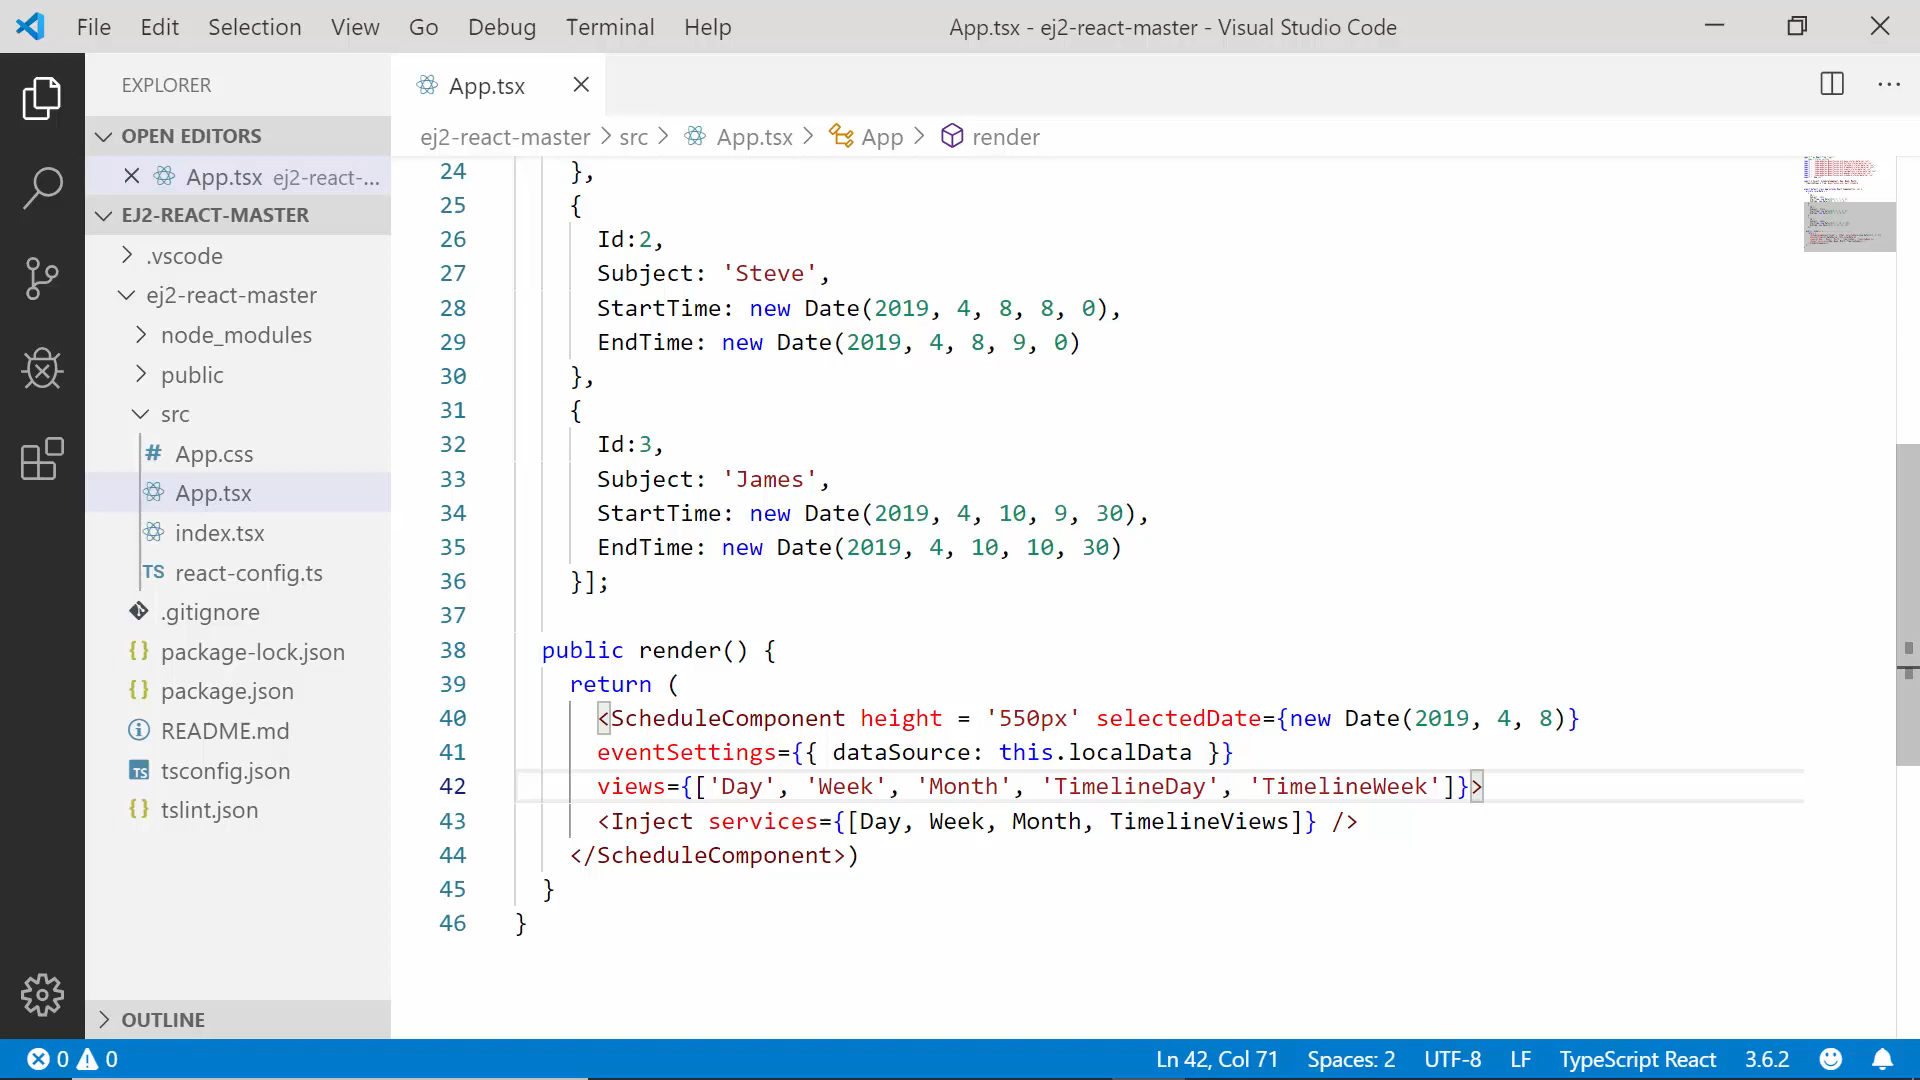 File Edit Selection View Go Debug Terminal Help
App.tsx - ej2-react-master - Visual Studio Code
EXPLORER
OPEN EDITORS
App.tsx ej2-react-...
EJ2-REACT-MASTER
.vscode
ej2-react-master
node_modules
public
src
# App.css
App.tsx
index.tsx
TS react-config.ts
.gitignore
{} package-lock.json
{} package.json
README.md
TS tsconfig.json
{} tslint.json
OUTLINE
App.tsx
ej2-react-master > src > App.tsx > App > render
24 },
25 {
26 Id:2,
27 Subject: 'Steve',
28 StartTime: new Date(2019, 4, 8, 8, 0),
29 EndTime: new Date(2019, 4, 8, 9, 0)
30 },
31 {
32 Id:3,
33 Subject: 'James',
34 StartTime: new Date(2019, 4, 10, 9, 30),
35 EndTime: new Date(2019, 4, 10, 10, 30)
36 }];
37
38 public render() {
39 return (
40 <ScheduleComponent height = '550px' selectedDate={new Date(2019, 4, 8)}
41 eventSettings={{ dataSource: this.localData }}
42 views={['Day', 'Week', 'Month', 'TimelineDay', 'TimelineWeek']}>
43 <Inject services={[Day, Week, Month, TimelineViews]} />
44 </ScheduleComponent>)
45 }
46 }
0 0
Ln 42, Col 71 Spaces: 2 UTF-8 LF TypeScript React 3.6.2